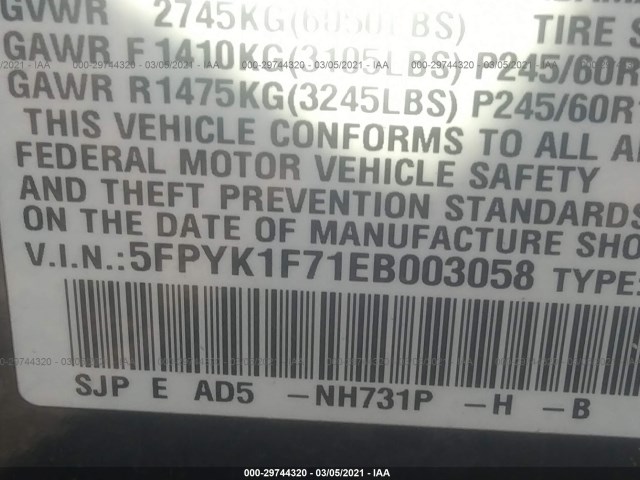 GVWR 2745KG(6050LBS) TIRE S
GAWR F 1410KG(3105LBS) P245/60R
GAWR R1475KG(3245LBS) P245/60R
THIS VEHICLE CONFORMS TO ALL A
FEDERAL MOTOR VEHICLE SAFETY
AND THEFT PREVENTION STANDARDS
ON THE DATE OF MANUFACTURE SHO
V.I.N.:5FPYK1F71EB003058 TYPE:
SJP E AD5 -NH731P -H -B
000-29744320 - 03/05/2021 - IAA